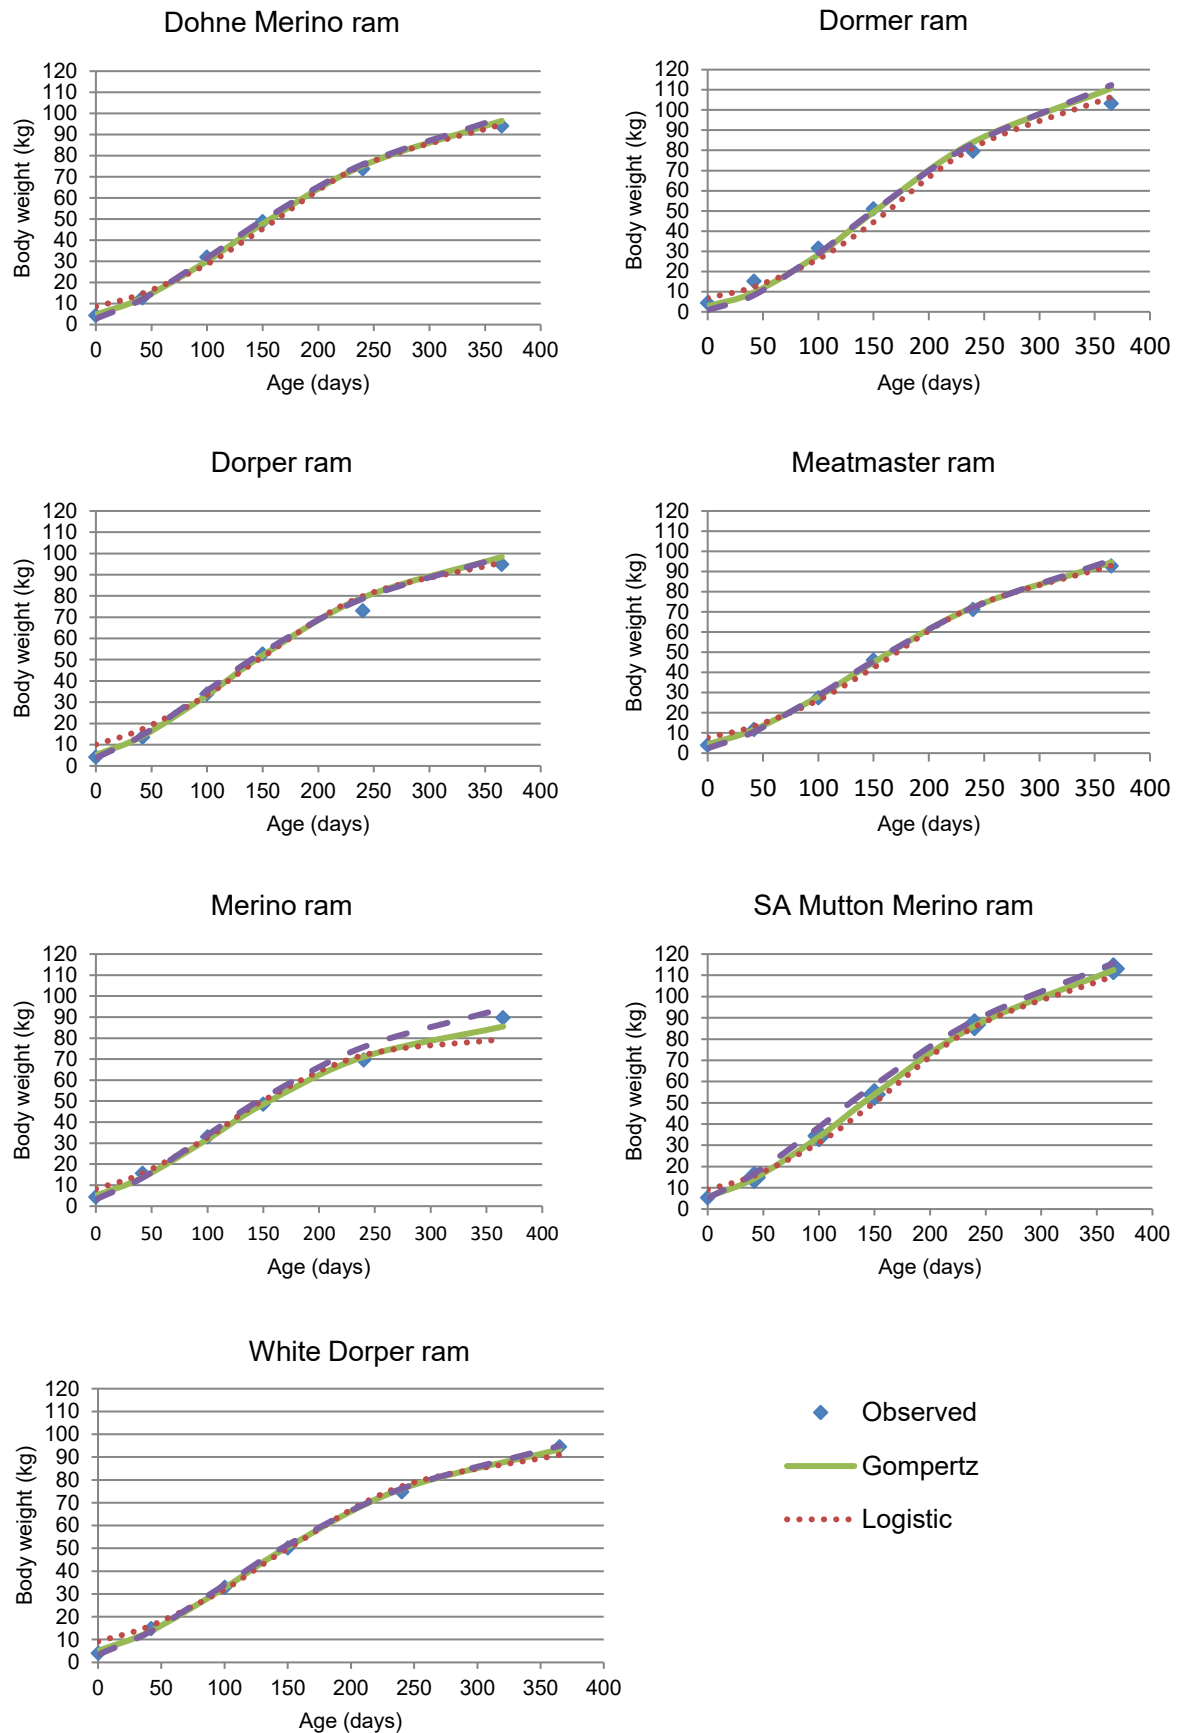 Dohne Merino ram
120
110
100
90
80
70
60
50
40
30
20
10
0
Body weight (kg)
0 50 100 150 200 250 300 350 400
Age (days)
Dormer ram
120
110
100
90
80
70
60
50
40
30
20
10
0
Body weight (kg)
0 50 100 150 200 250 300 350 400
Age (days)
Dorper ram
120
110
100
90
80
70
60
50
40
30
20
10
0
Body weight (kg)
0 50 100 150 200 250 300 350 400
Age (days)
Meatmaster ram
120
110
100
90
80
70
60
50
40
30
20
10
0
Body weight (kg)
0 50 100 150 200 250 300 350 400
Age (days)
Merino ram
120
110
100
90
80
70
60
50
40
30
20
10
0
Body weight (kg)
0 50 100 150 200 250 300 350 400
Age (days)
SA Mutton Merino ram
120
110
100
90
80
70
60
50
40
30
20
10
0
Body weight (kg)
0 50 100 150 200 250 300 350 400
Age (days)
White Dorper ram
120
110
100
90
80
70
60
50
40
30
20
10
0
Body weight (kg)
0 50 100 150 200 250 300 350 400
Age (days)
Observed
Gompertz
Logistic